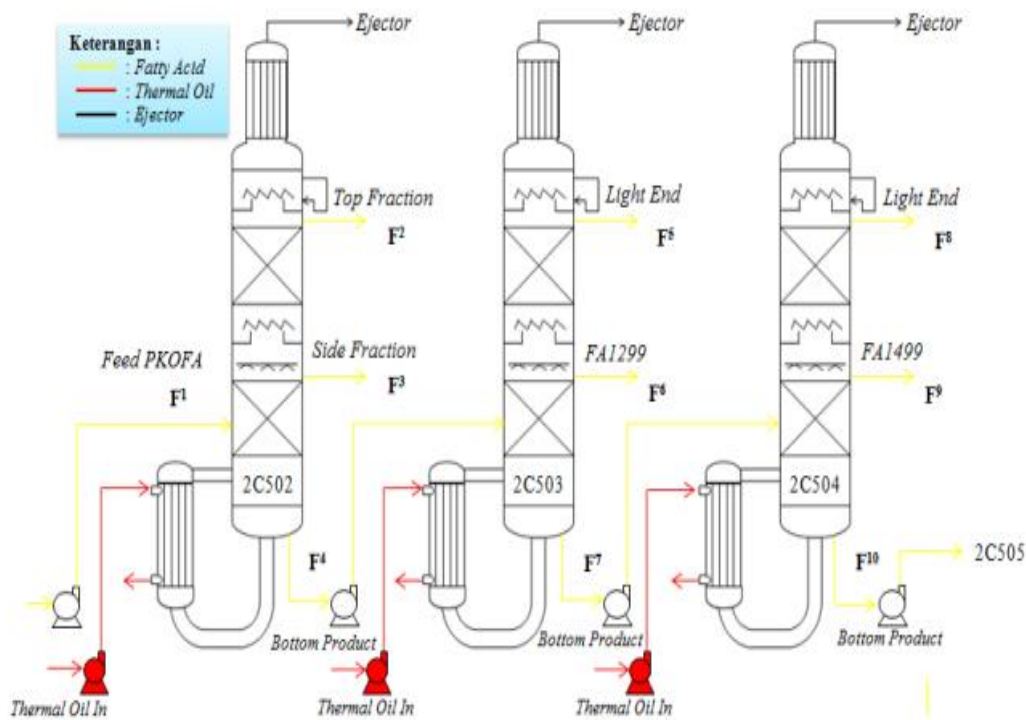 Ejector
Ejector
Ejector
Keterangan :
: Fatty Acid
: Thermal Oil
: Ejector
Top Fraction
F²
Light End
F⁵
Light End
F⁸
Feed PKOFA
F¹
Side Fraction
F³
FA1299
F⁶
FA1499
F⁹
2C502
2C503
2C504
F⁴
F⁷
F¹⁰
2C505
Bottom Product
Bottom Product
Bottom Product
Thermal Oil In
Thermal Oil In
Thermal Oil In